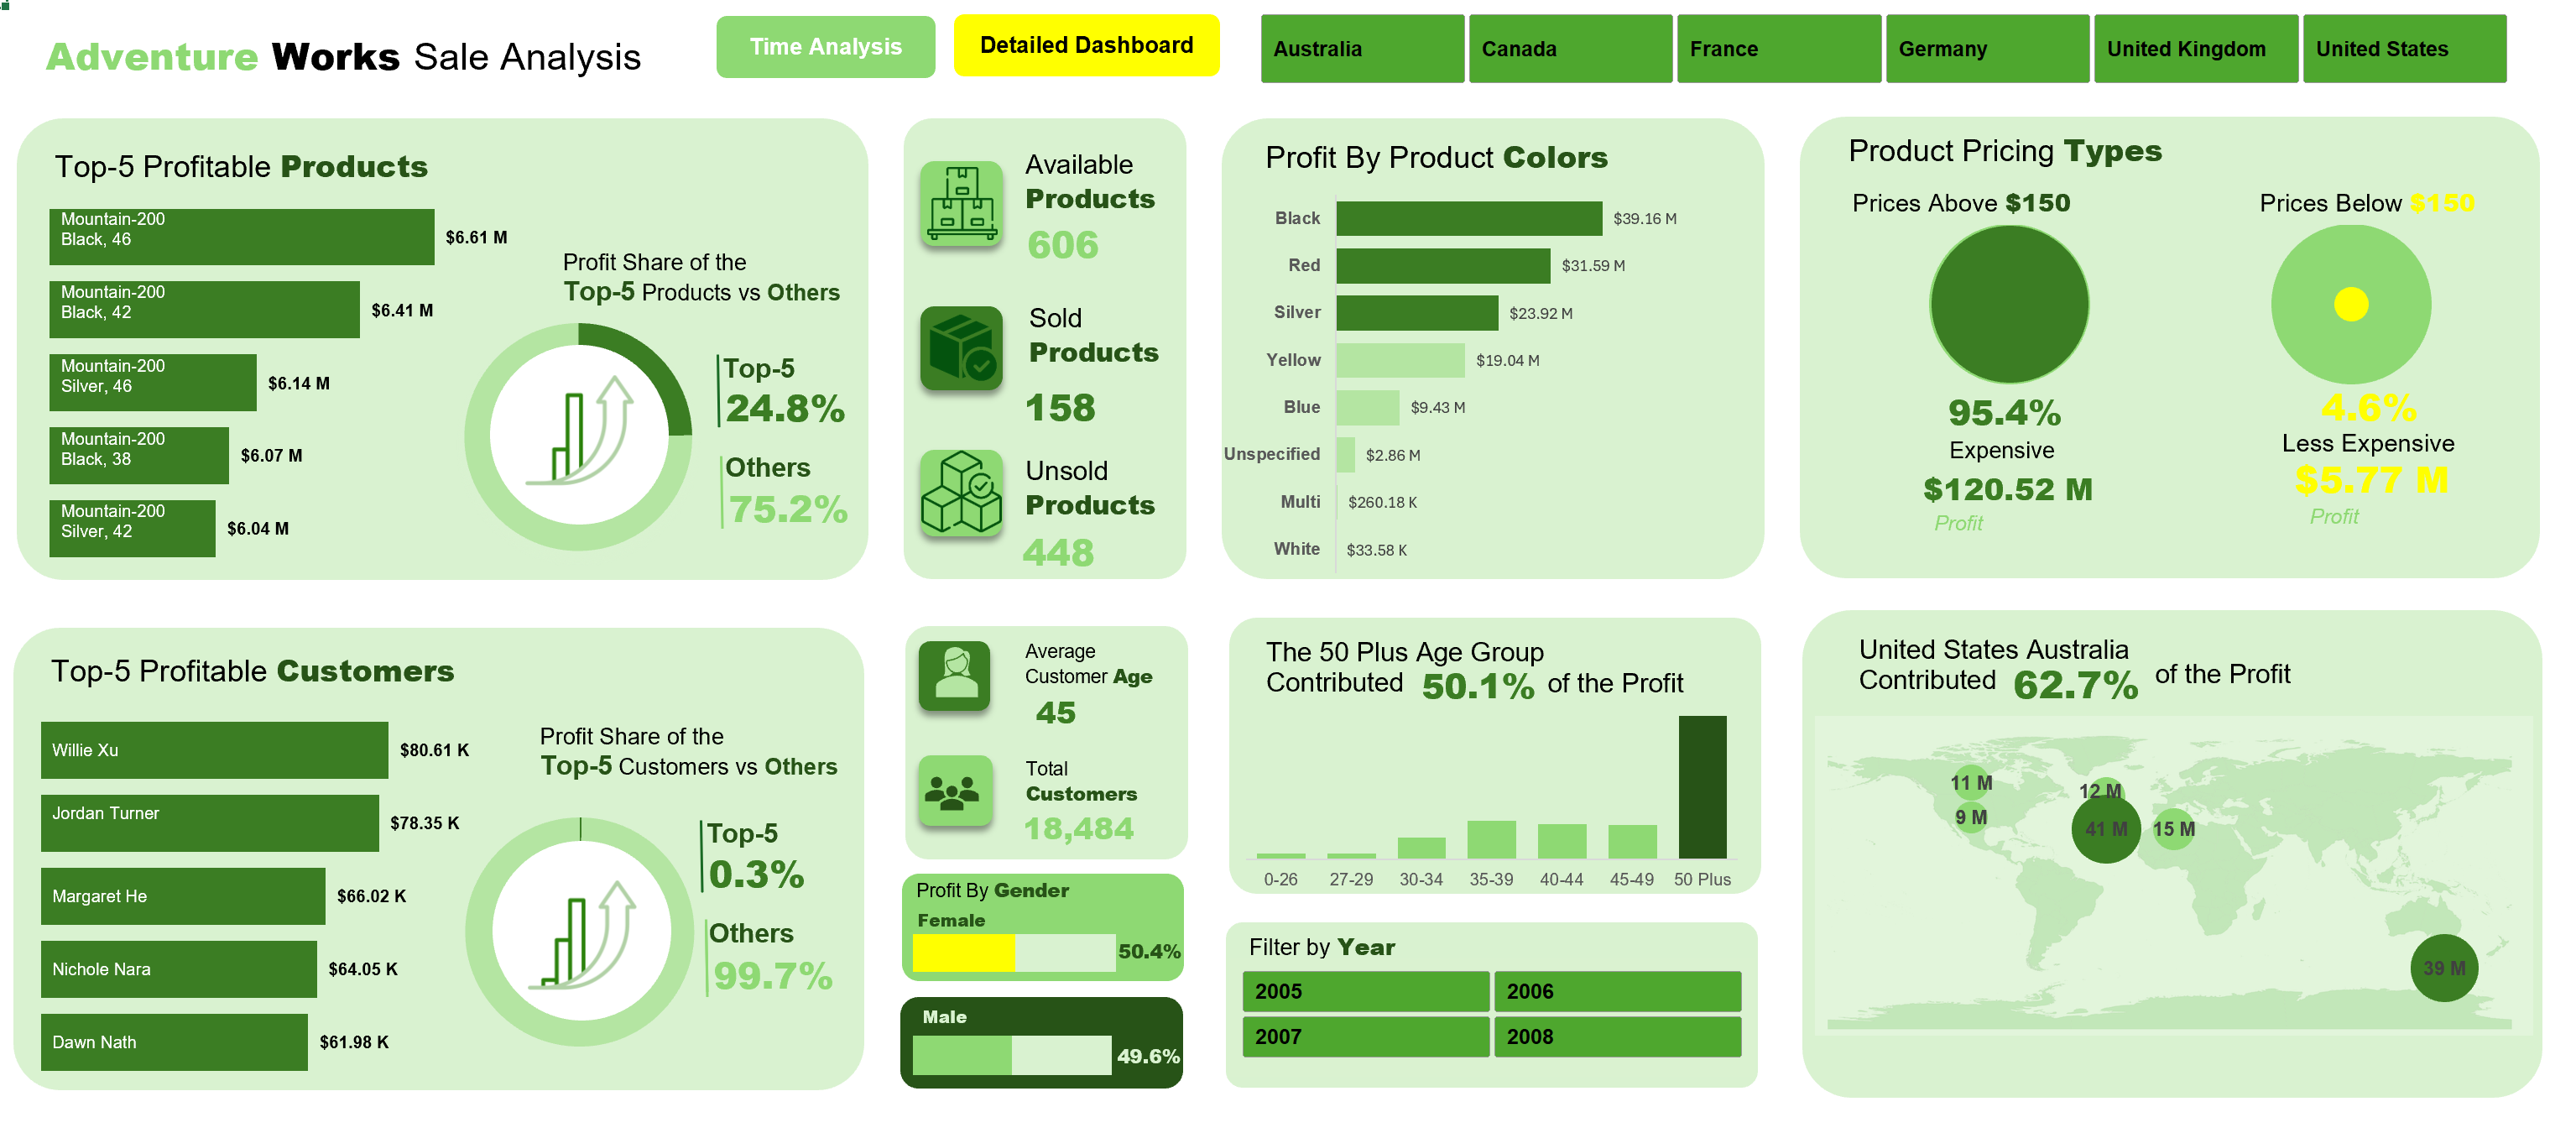 Adventure Works Sale Analysis
Time Analysis
Detailed Dashboard
Australia
Canada
France
Germany
United Kingdom
United States
Top-5 Profitable Products
Mountain-200
Black, 46
$6.61 M
Mountain-200
Black, 42
$6.41 M
Mountain-200
Silver, 46
$6.14 M
Mountain-200
Black, 38
$6.07 M
Mountain-200
Silver, 42
$6.04 M
Profit Share of the
Top-5 Products vs Others
Top-5
24.8%
Others
75.2%
Available
Products
606
Sold
Products
158
Unsold
Products
448
Profit By Product Colors
Black
$39.16 M
Red
$31.59 M
Silver
$23.92 M
Yellow
$19.04 M
Blue
$9.43 M
Unspecified
$2.86 M
Multi
$260.18 K
White
$33.58 K
Product Pricing Types
Prices Above $150
95.4%
Expensive
$120.52 M
Profit
Prices Below $150
4.6%
Less Expensive
$5.77 M
Profit
Top-5 Profitable Customers
Willie Xu
$80.61 K
Jordan Turner
$78.35 K
Margaret He
$66.02 K
Nichole Nara
$64.05 K
Dawn Nath
$61.98 K
Profit Share of the
Top-5 Customers vs Others
Top-5
0.3%
Others
99.7%
Average
Customer Age
45
Total
Customers
18,484
Profit By Gender
Female
50.4%
Male
49.6%
The 50 Plus Age Group
Contributed 50.1% of the Profit
0-26
27-29
30-34
35-39
40-44
45-49
50 Plus
Filter by Year
2005
2006
2007
2008
United States Australia
Contributed 62.7% of the Profit
11 M
9 M
12 M
41 M
15 M
39 M